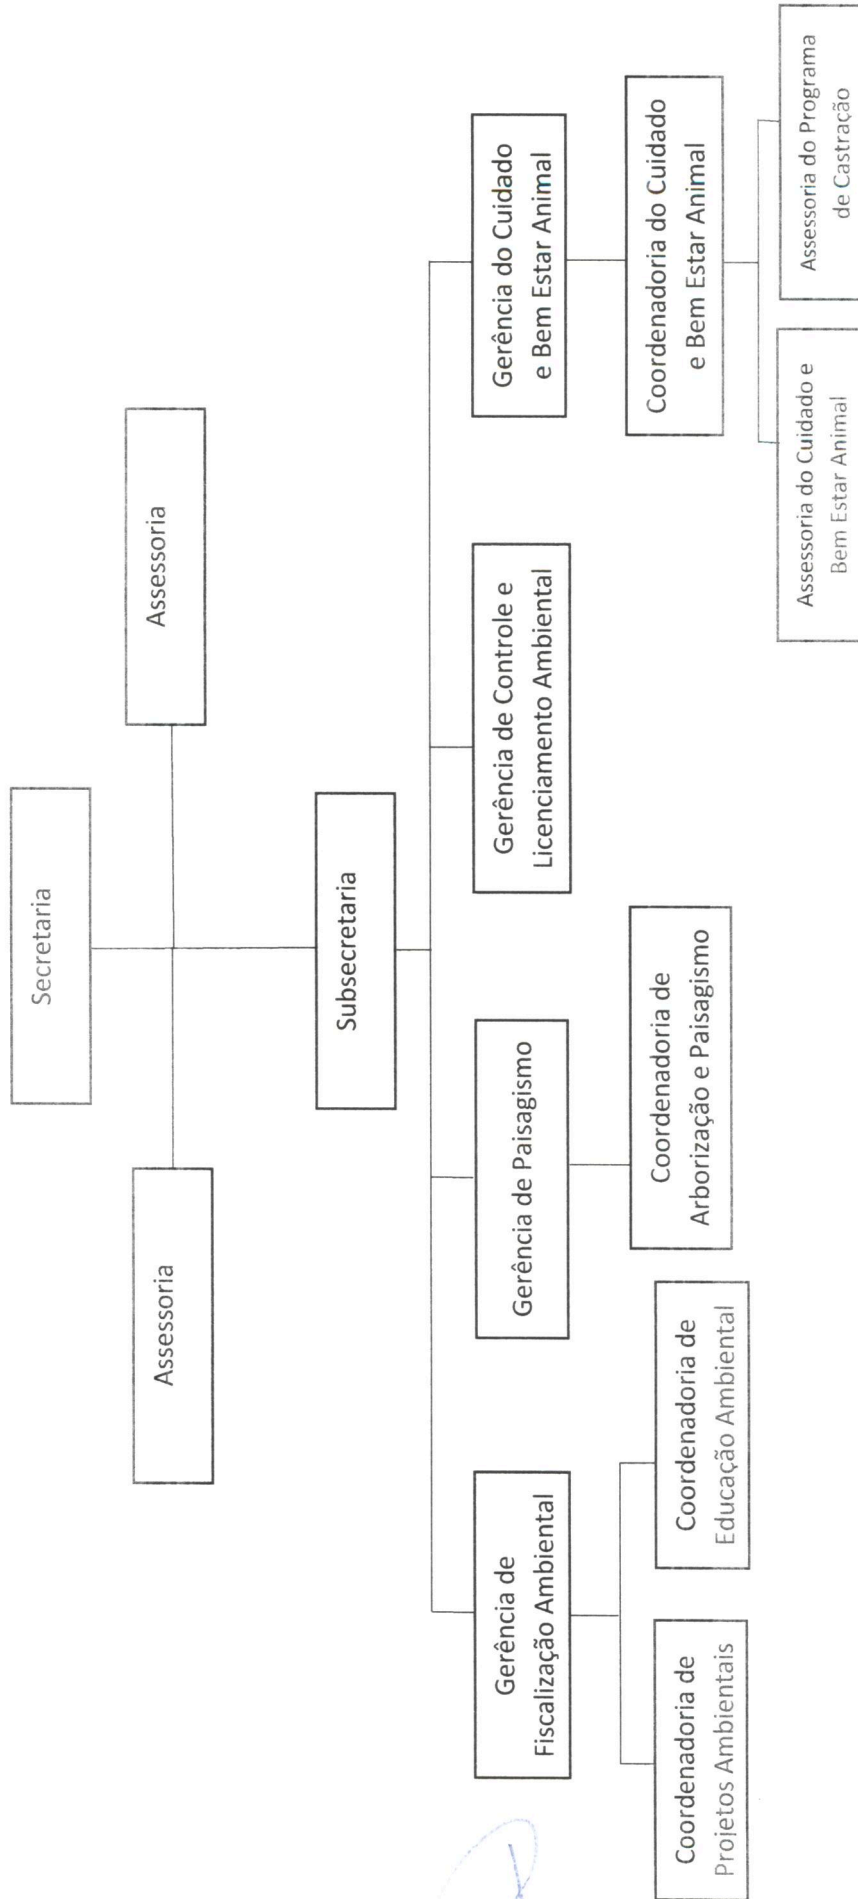 Secretaria
Assessoria
Assessoria
Subsecretaria
Gerência de
Fiscalização Ambiental
Gerência de Paisagismo
Gerência de Controle e
Licenciamento Ambiental
Gerência do Cuidado
e Bem Estar Animal
Coordenadoria de
Projetos Ambientais
Coordenadoria de
Educação Ambiental
Coordenadoria de
Arborização e Paisagismo
Coordenadoria do Cuidado
e Bem Estar Animal
Assessoria do Cuidado e
Bem Estar Animal
Assessoria do Programa
de Castração